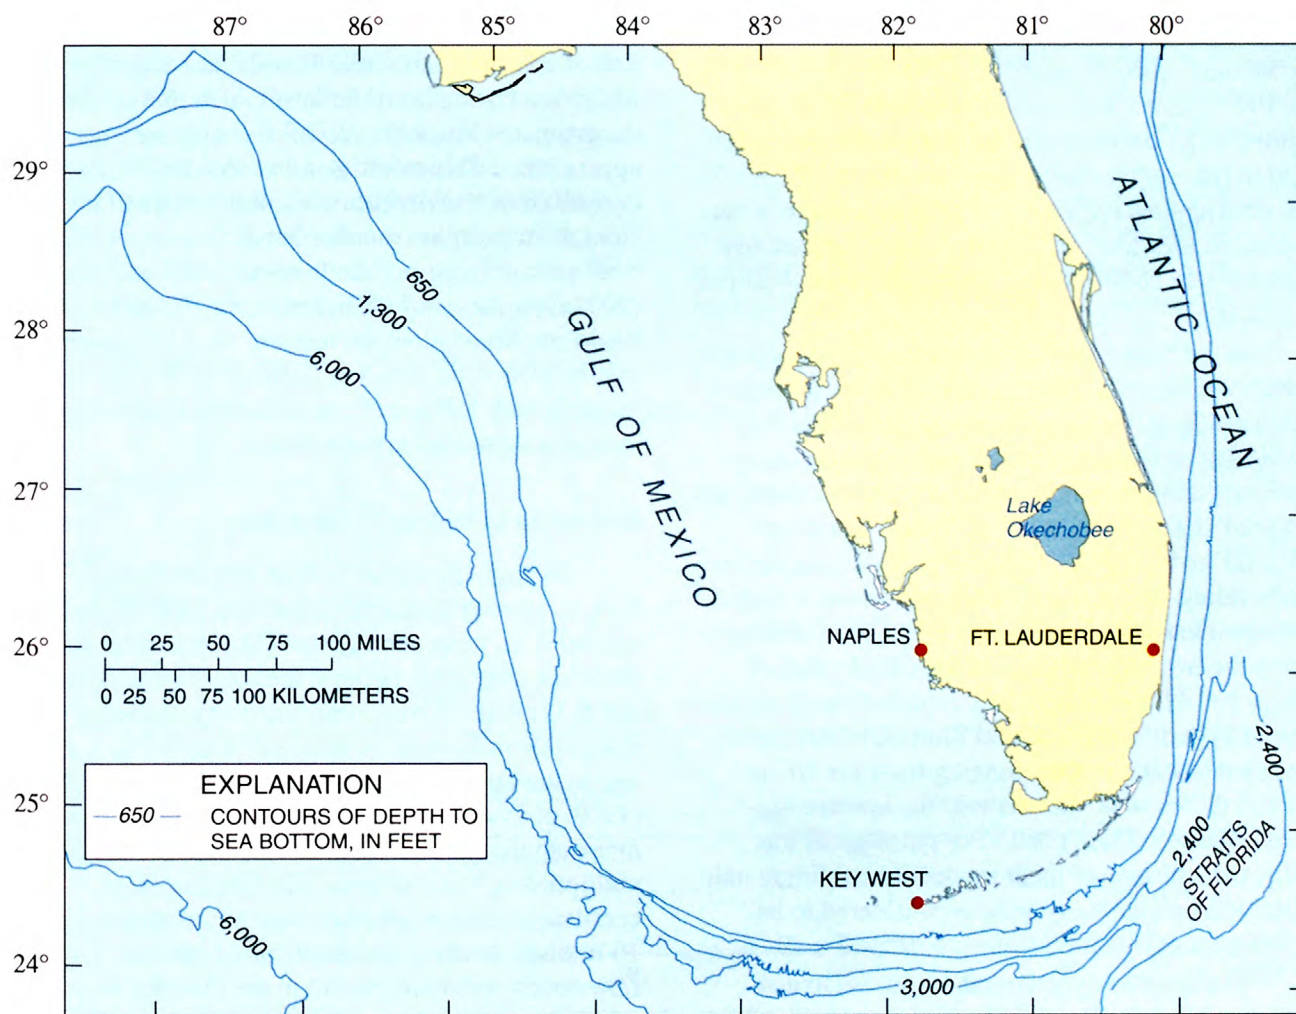 87° 86° 85° 84° 83° 82° 81° 80°
29°
28°
27°
26°
25°
24°
ATLANTIC OCEAN
650
1,300
6,000
GULF OF MEXICO
Lake
Okechobee
NAPLES
FT. LAUDERDALE
0 25 50 75 100 MILES
0 25 50 75 100 KILOMETERS
2,400
EXPLANATION
650 CONTOURS OF DEPTH TO
SEA BOTTOM, IN FEET
2,400
STRAITS
OF FLORIDA
KEY WEST
6,000
3,000